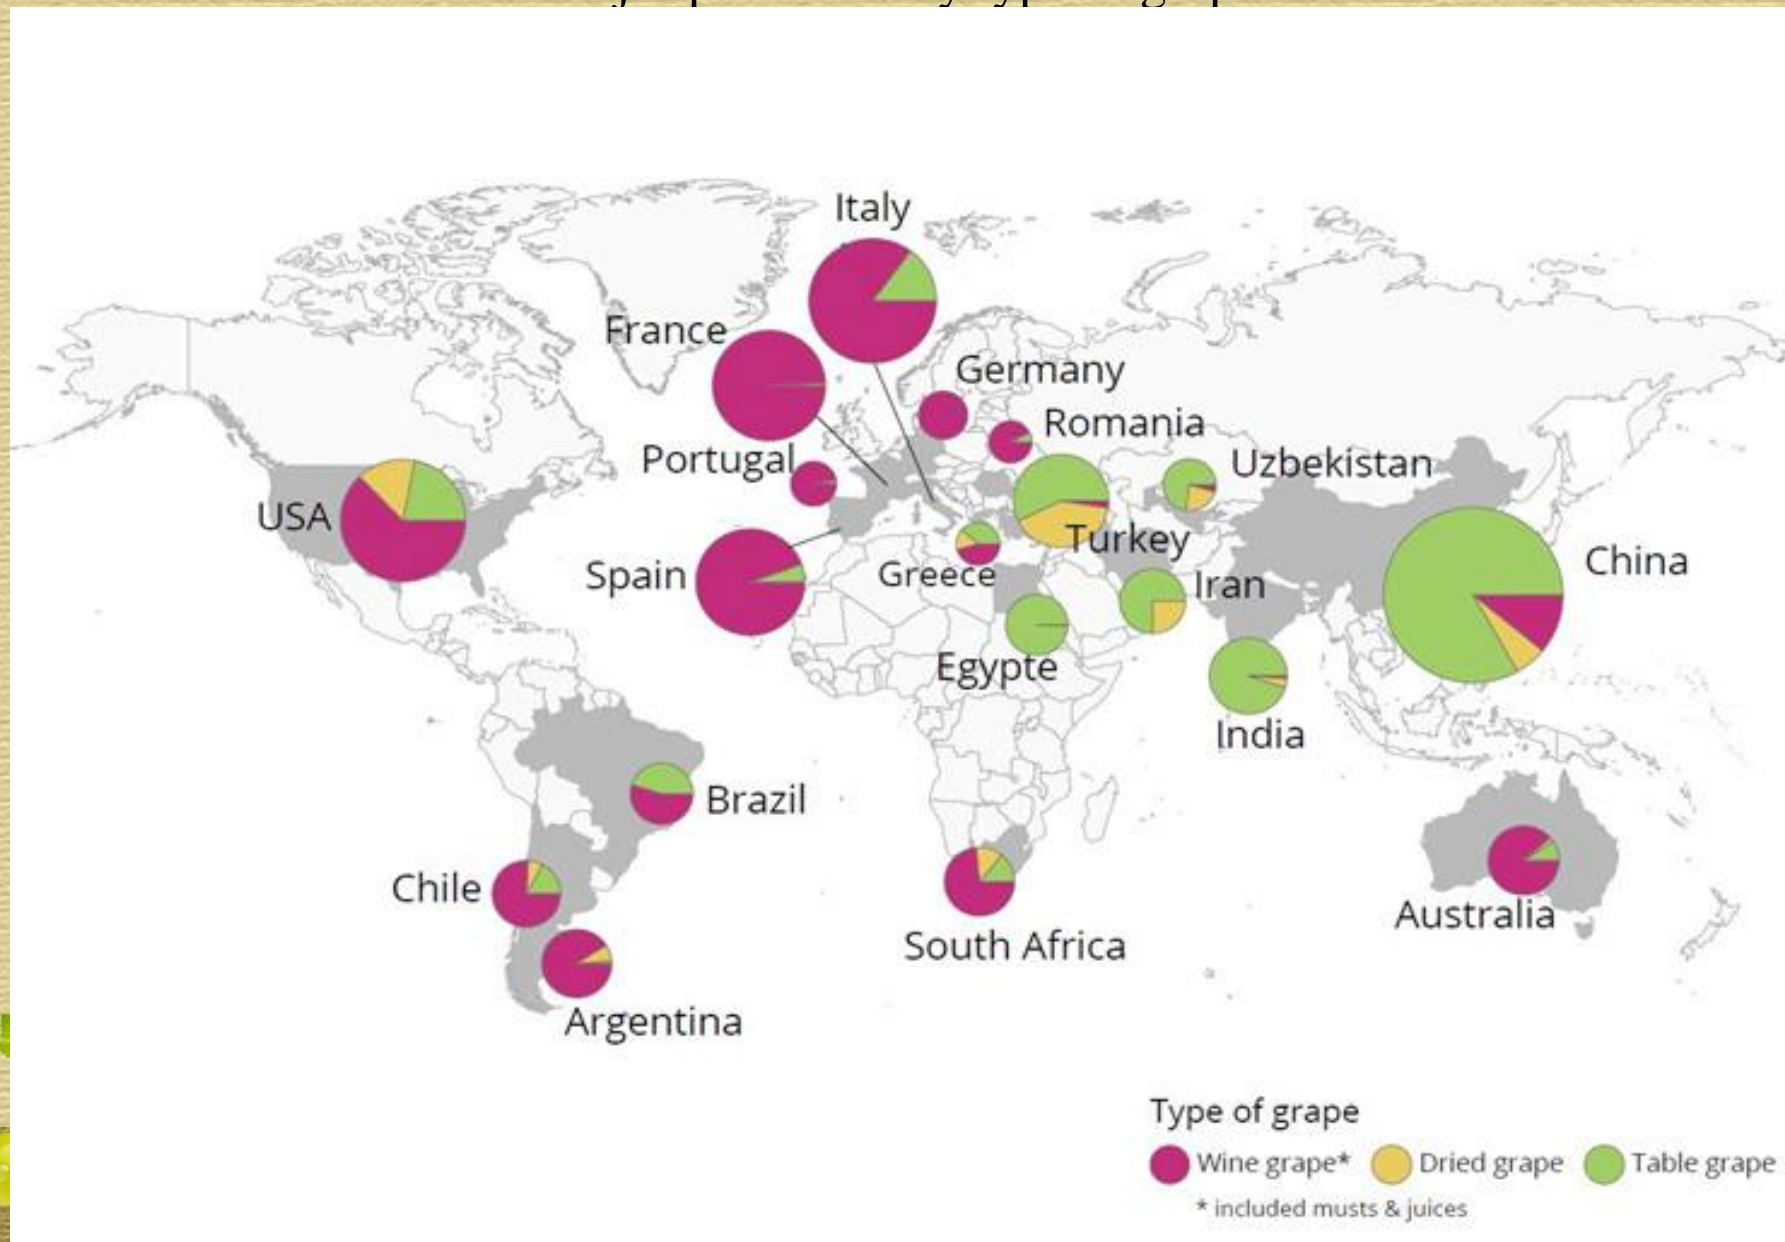 Italy
France
Germany
Romania
Portugal
Uzbekistan
USA
Turkey
China
Spain
Greece
Iran
Egypte
India
Brazil
Chile
Australia
South Africa
Argentina
Type of grape
Wine grape* Dried grape Table grape
* included musts & juices